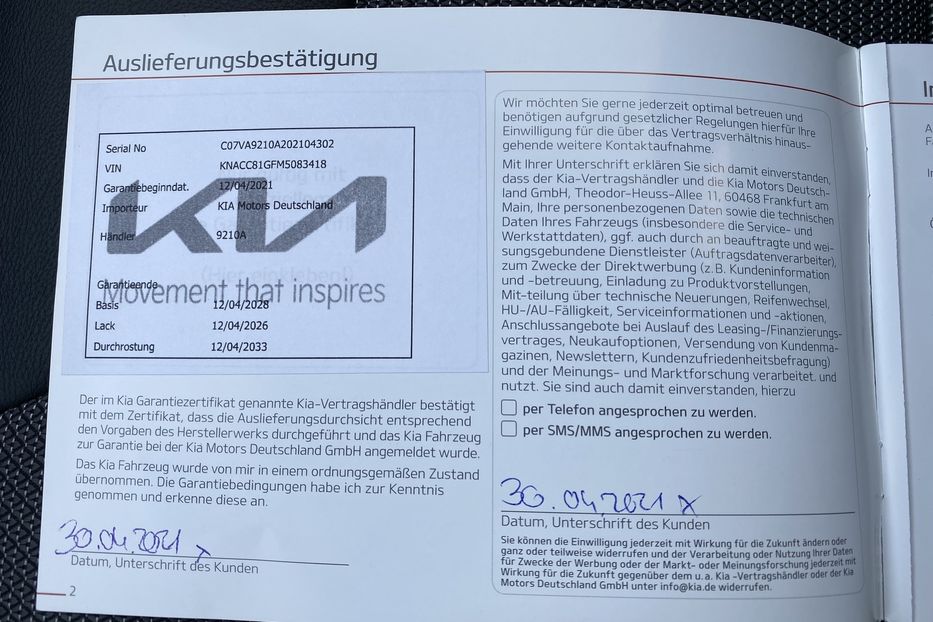 Auslieferungsbestätigung
Serial No C07VA9210A202104302
VIN KNACC81GFM5083418
Garantiebeginndat. 12/04/2021
Importeur KIA Motors Deutschland
Händler 9210A
KIA
Garantieende
Movement that inspires
Basis 12/04/2028
Lack 12/04/2026
Durchrostung 12/04/2033
Der im Kia Garantiezertifikat genannte Kia-Vertragshändler bestätigt
mit dem Zertifikat, dass die Auslieferungsdurchsicht entsprechend
den Vorgaben des Herstellerwerks durchgeführt und das Kia Fahrzeug
zur Garantie bei der Kia Motors Deutschland GmbH angemeldet wurde.
Das Kia Fahrzeug wurde von mir in einem ordnungsgemäßen Zustand
übernommen. Die Garantiebedingungen habe ich zur Kenntnis
genommen und erkenne diese an.
30.04.2021 x
Datum, Unterschrift des Kunden
2
Wir möchten Sie gerne jederzeit optimal betreuen und
benötigen aufgrund gesetzlicher Regelungen hierfür Ihre
Einwilligung für die über das Vertragsverhältnis hinaus-
gehende weitere Kontaktaufnahme.
Mit Ihrer Unterschrift erklären Sie sich damit einverstanden,
dass der Kia-Vertragshändler und die Kia Motors Deutsch-
land GmbH, Theodor-Heuss-Allee 11, 60468 Frankfurt am
Main, Ihre personenbezogenen Daten sowie die technischen
Daten Ihres Fahrzeugs (insbesondere die Service- und
Werkstattdaten), ggf. auch durch an beauftragte und wei-
sungsgebundene Dienstleister (Auftragsdatenverarbeiter),
zum Zwecke der Direktwerbung (z. B. Kundeninformation
und -betreuung, Einladung zu Produktvorstellungen,
Mit-teilung über technische Neuerungen, Reifenwechsel,
HU-/AU-Fälligkeit, Serviceinformationen und -aktionen,
Anschlussangebote bei Auslauf des Leasing-/Finanzierungs-
vertrages, Neukaufoptionen, Versendung von Kundenma-
gazinen, Newslettern, Kundenzufriedenheitsbefragung)
und der Meinungs- und Marktforschung verarbeitet. und
nutzt. Sie sind auch damit einverstanden, hierzu
per Telefon angesprochen zu werden.
per SMS/MMS angesprochen zu werden.
30.04.2021 x
Datum, Unterschrift des Kunden
Sie können die Einwilligung jederzeit mit Wirkung für die Zukunft ändern oder
ganz oder teilweise widerrufen und der Verarbeitung oder Nutzung Ihrer Daten
für Zwecke der Werbung oder der Markt- oder Meinungsforschung jederzeit mit
Wirkung für die Zukunft gegenüber dem u. a. Kia -Vertragshändler oder der Kia
Motors Deutschland GmbH unter info@kia.de widerrufen.